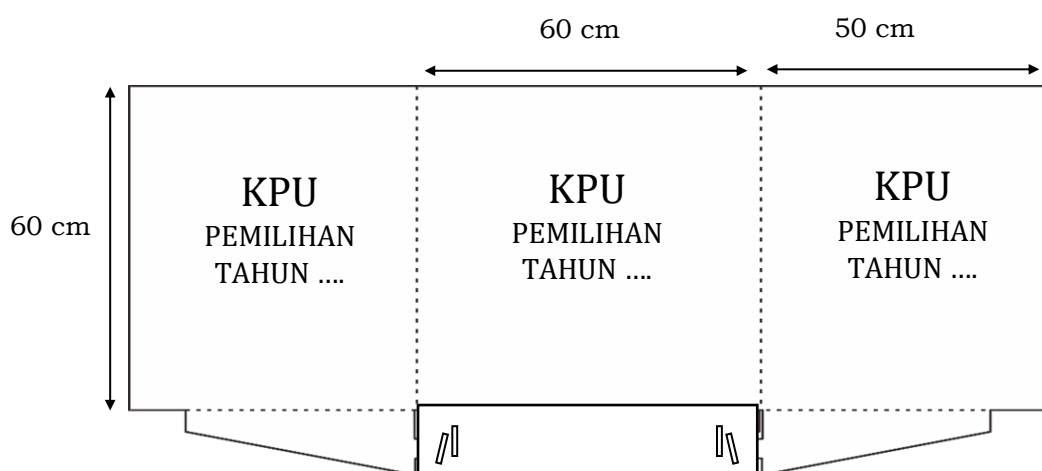 60 cm
50 cm
60 cm
KPU
PEMILIHAN
TAHUN ....
KPU
PEMILIHAN
TAHUN ....
KPU
PEMILIHAN
TAHUN ....